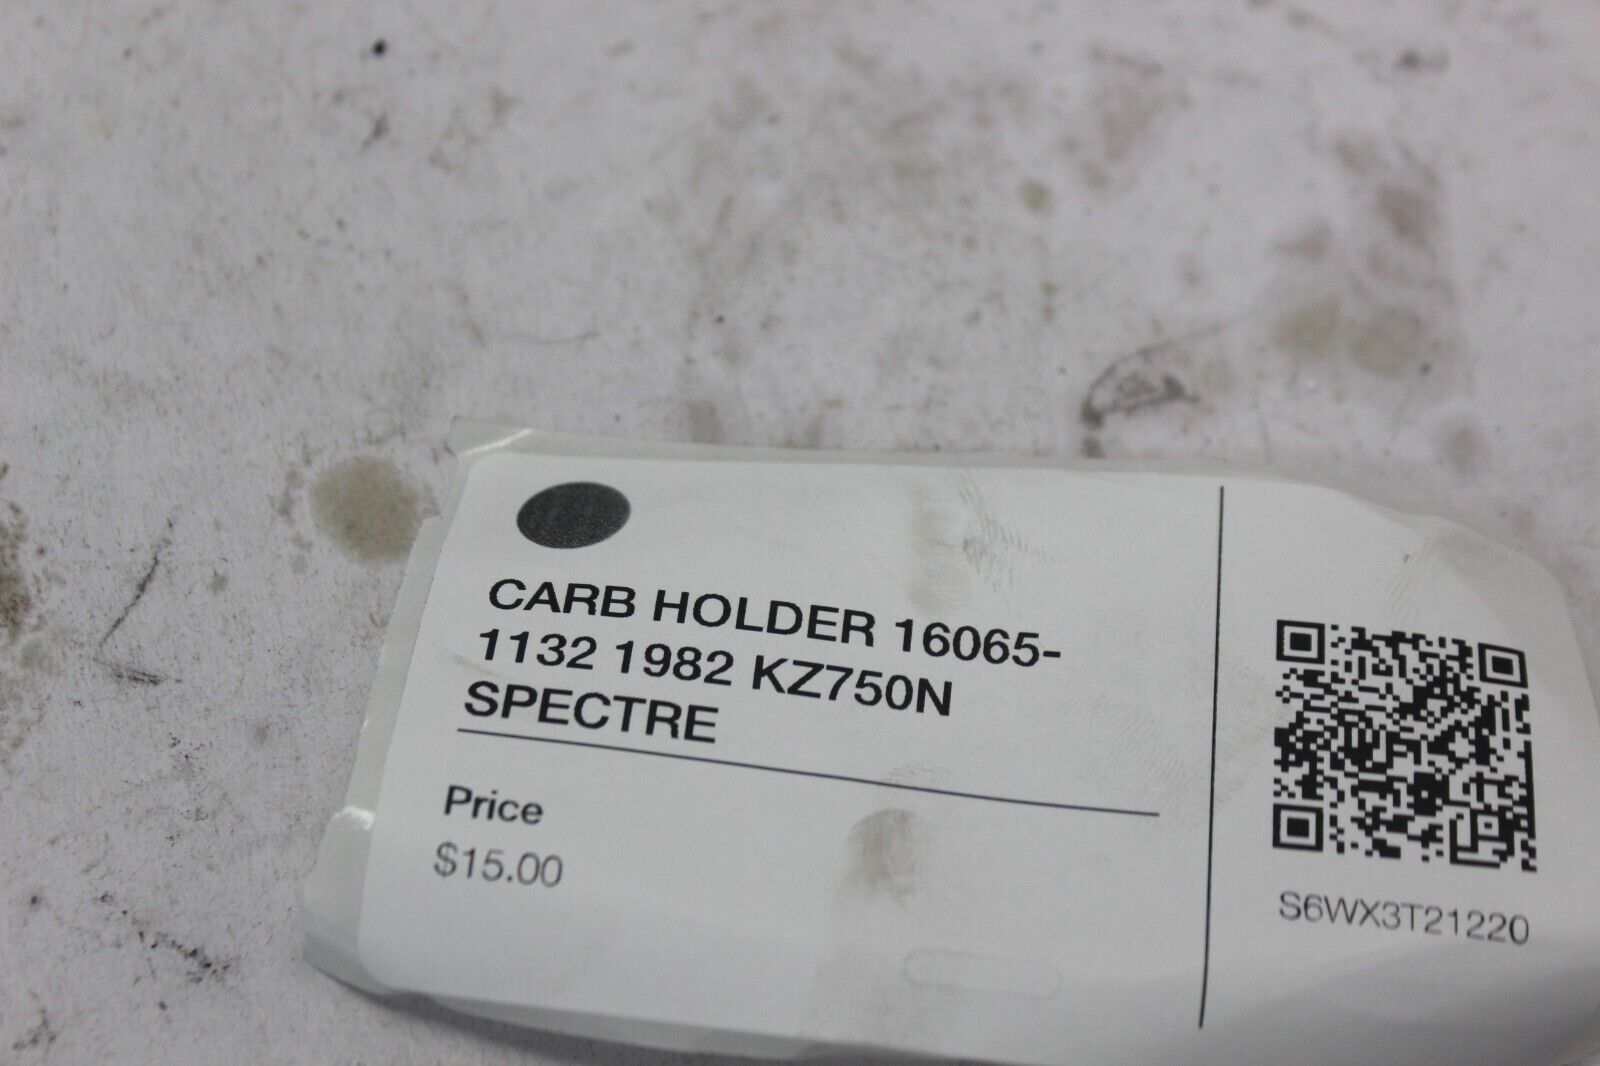 CARB HOLDER 16065-
1132 1982 KZ750N
SPECTRE
Price
$15.00
S6WX3T21220